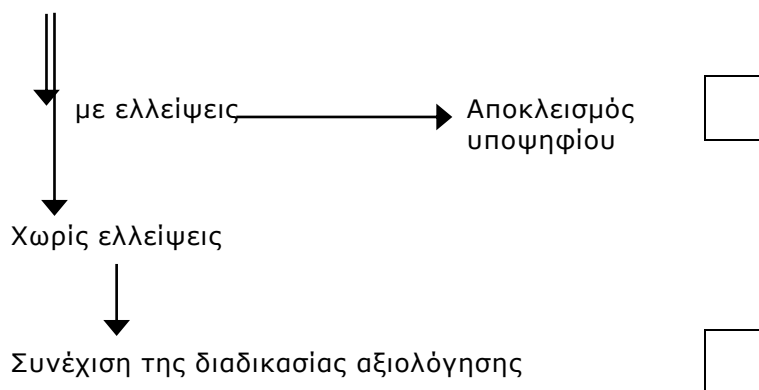 με ελλείψεις
Αποκλεισμός
υποψηφίου
Χωρίς ελλείψεις
Συνέχιση της διαδικασίας αξιολόγησης